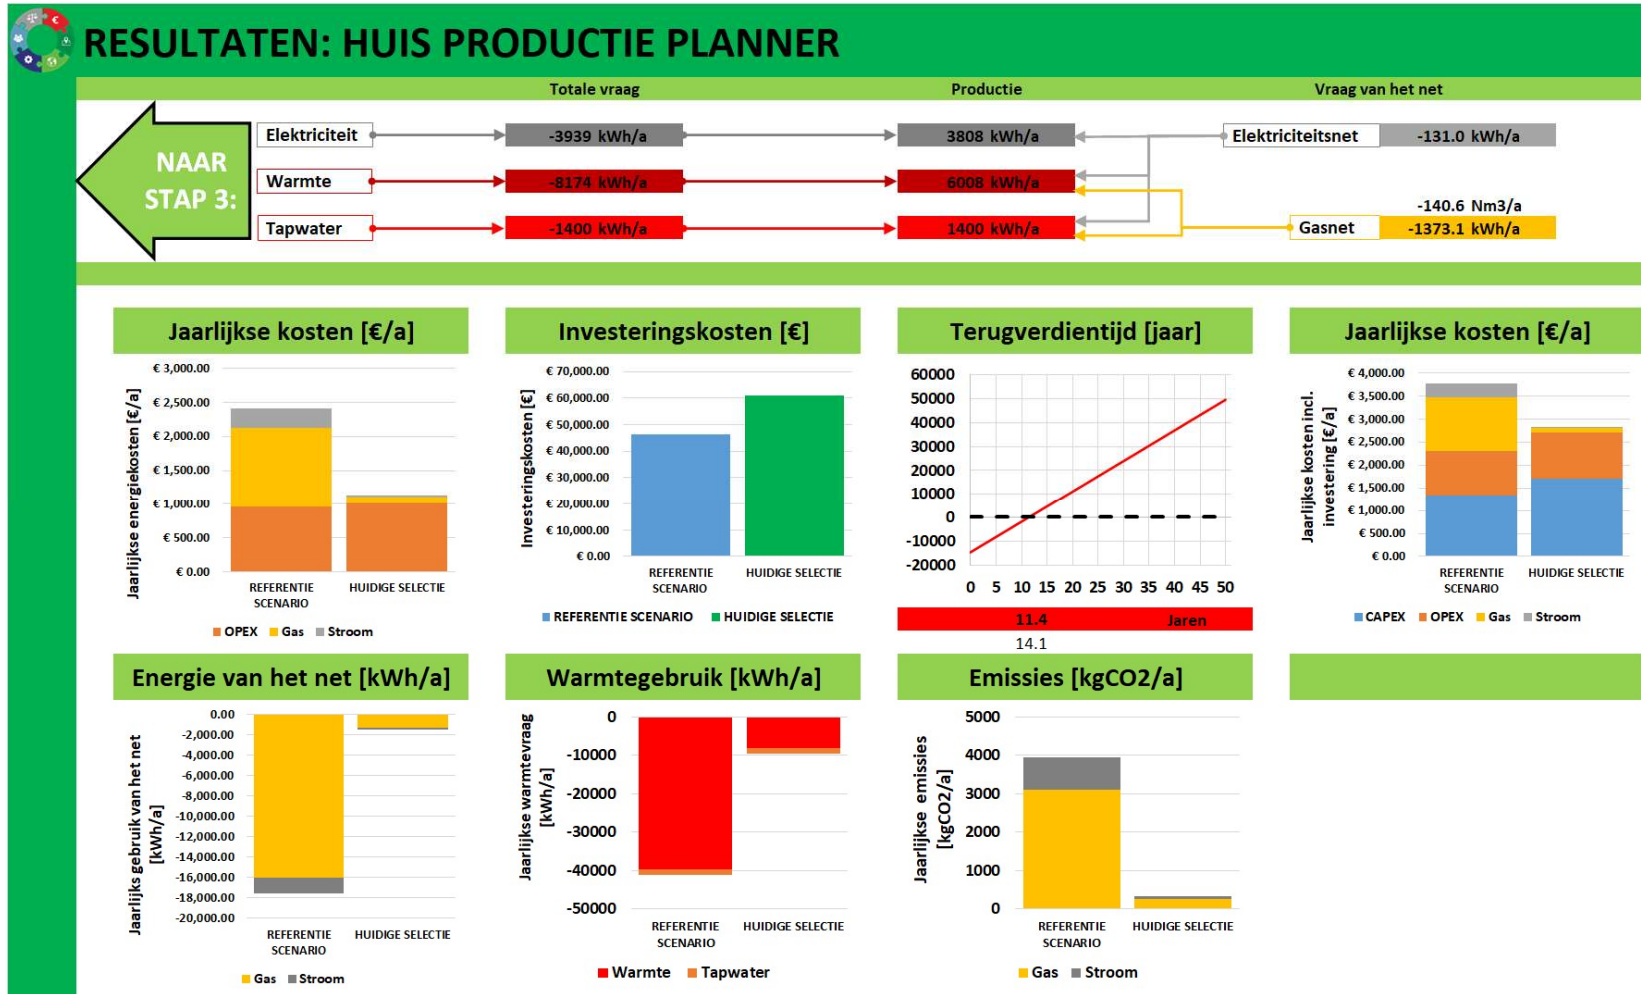 RESULTATEN: HUIS PRODUCTIE PLANNER
Totale vraag Productie Vraag van het net
NAAR
STAP 3:
Elektriciteit -3939 kWh/a 3808 kWh/a Elektriciteitsnet -131.0 kWh/a
Warmte -8174 kWh/a 6008 kWh/a
-140.6 Nm3/a
Tapwater -1400 kWh/a 1400 kWh/a Gasnet -1373.1 kWh/a
Jaarlijkse kosten [€/a]
Jaarlijkse energiekosten [€/a]
€ 3,000.00
€ 2,500.00
€ 2,000.00
€ 1,500.00
€ 1,000.00
€ 500.00
€ 0.00
REFERENTIE
SCENARIO
HUIDIGE SELECTIE
OPEX Gas Stroom
Investeringskosten [€]
Investeringskosten [€]
€ 70,000.00
€ 60,000.00
€ 50,000.00
€ 40,000.00
€ 30,000.00
€ 20,000.00
€ 10,000.00
€ 0.00
REFERENTIE
SCENARIO
HUIDIGE SELECTIE
REFERENTIE SCENARIO HUIDIGE SELECTIE
Terugverdientijd [jaar]
60000
50000
40000
30000
20000
10000
0
-10000
-20000
0 5 10 15 20 25 30 35 40 45 50
11.4 Jaren
14.1
Jaarlijkse kosten [€/a]
Jaarlijkse kosten incl.
investering [€/a]
€ 4,000.00
€ 3,500.00
€ 3,000.00
€ 2,500.00
€ 2,000.00
€ 1,500.00
€ 1,000.00
€ 500.00
€ 0.00
REFERENTIE
SCENARIO
HUIDIGE SELECTIE
CAPEX OPEX Gas Stroom
Energie van het net [kWh/a]
Jaarlijks gebruik van het net
[kWh/a]
0.00
-2,000.00
-4,000.00
-6,000.00
-8,000.00
-10,000.00
-12,000.00
-14,000.00
-16,000.00
-18,000.00
-20,000.00
REFERENTIE
SCENARIO
HUIDIGE SELECTIE
Gas Stroom
Warmtegebruik [kWh/a]
Jaarlijkse warmtevraag
[kWh/a]
0
-10000
-20000
-30000
-40000
-50000
REFERENTIE
SCENARIO
HUIDIGE SELECTIE
Warmte Tapwater
Emissies [kgCO2/a]
Jaarlijkse emissies
[kgCO2/a]
5000
4000
3000
2000
1000
0
REFERENTIE
SCENARIO
HUIDIGE SELECTIE
Gas Stroom